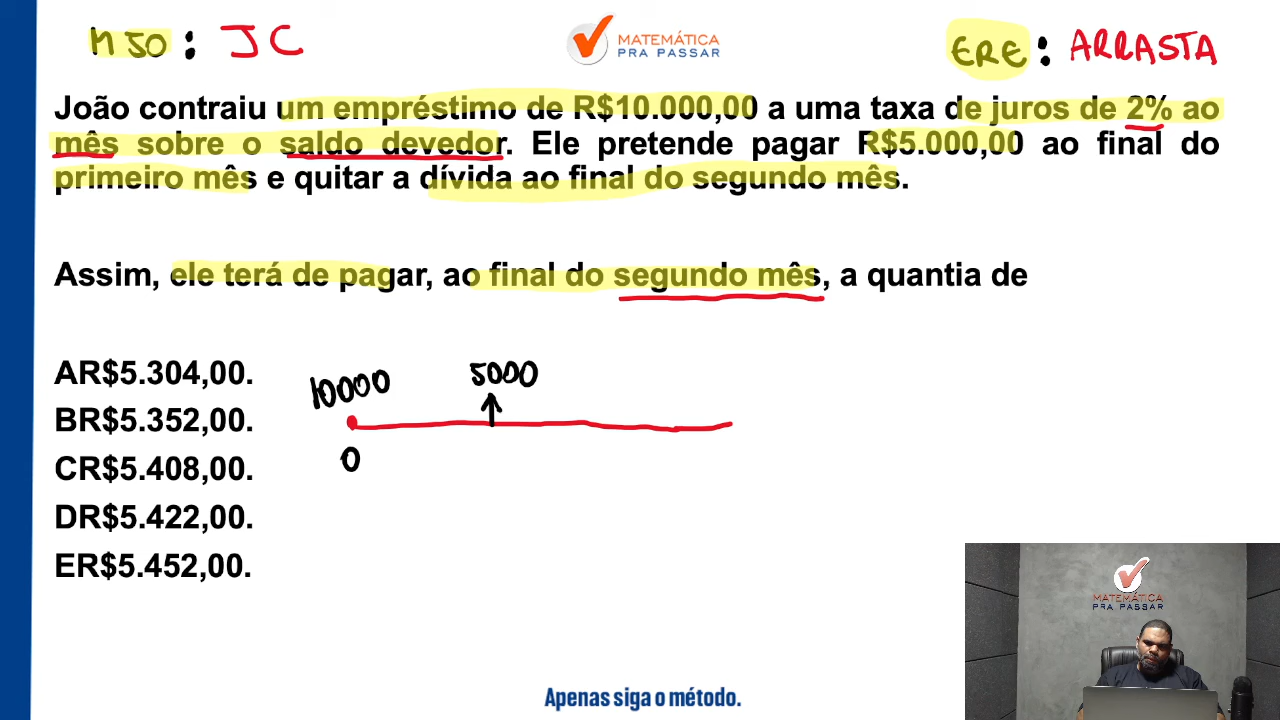 M50 : JC
MATEMÁTICA
PRA PASSAR
ERE : ARRASTA
João contraiu um empréstimo de R$10.000,00 a uma taxa de juros de 2% ao
mês sobre o saldo devedor. Ele pretende pagar R$5.000,00 ao final do
primeiro mês e quitar a dívida ao final do segundo mês.
Assim, ele terá de pagar, ao final do segundo mês, a quantia de
AR$5.304,00.
BR$5.352,00.
CR$5.408,00.
DR$5.422,00.
ER$5.452,00.
10000
5000
0
MATEMÁTICA
PRA PASSAR
Apenas siga o método.